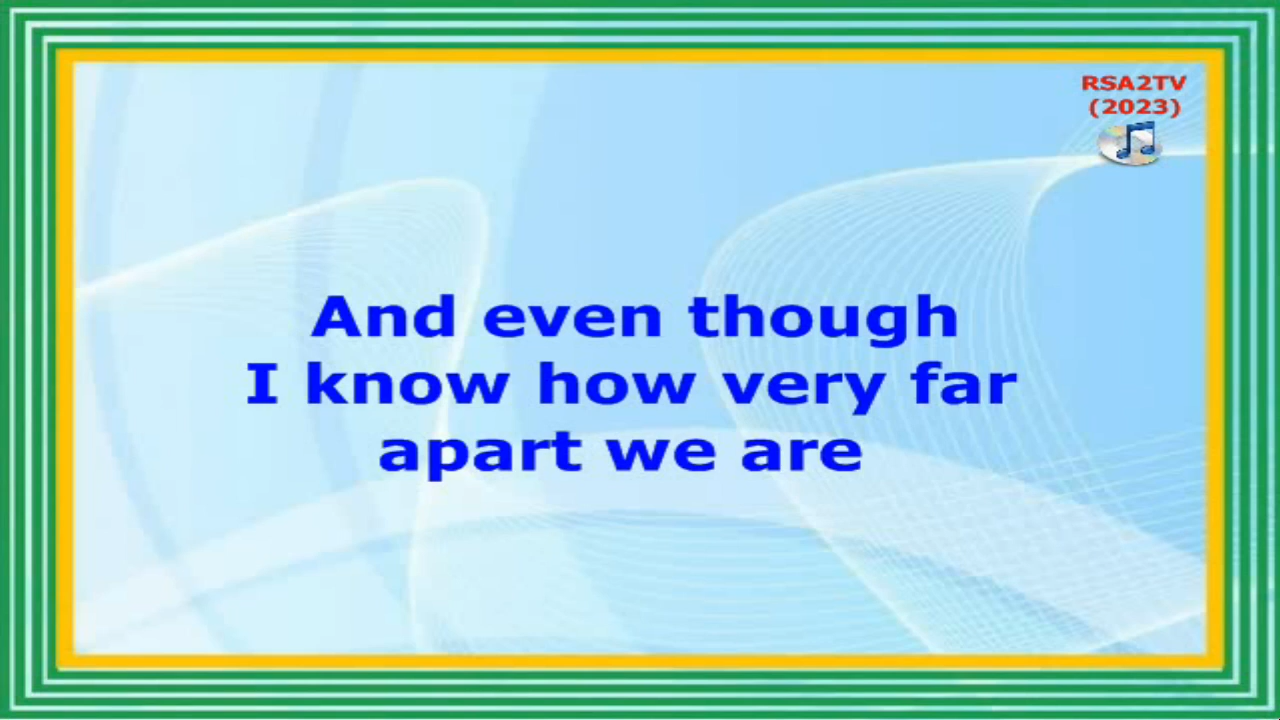 RSA2TV
(2023)
And even though
I know how very far
apart we are